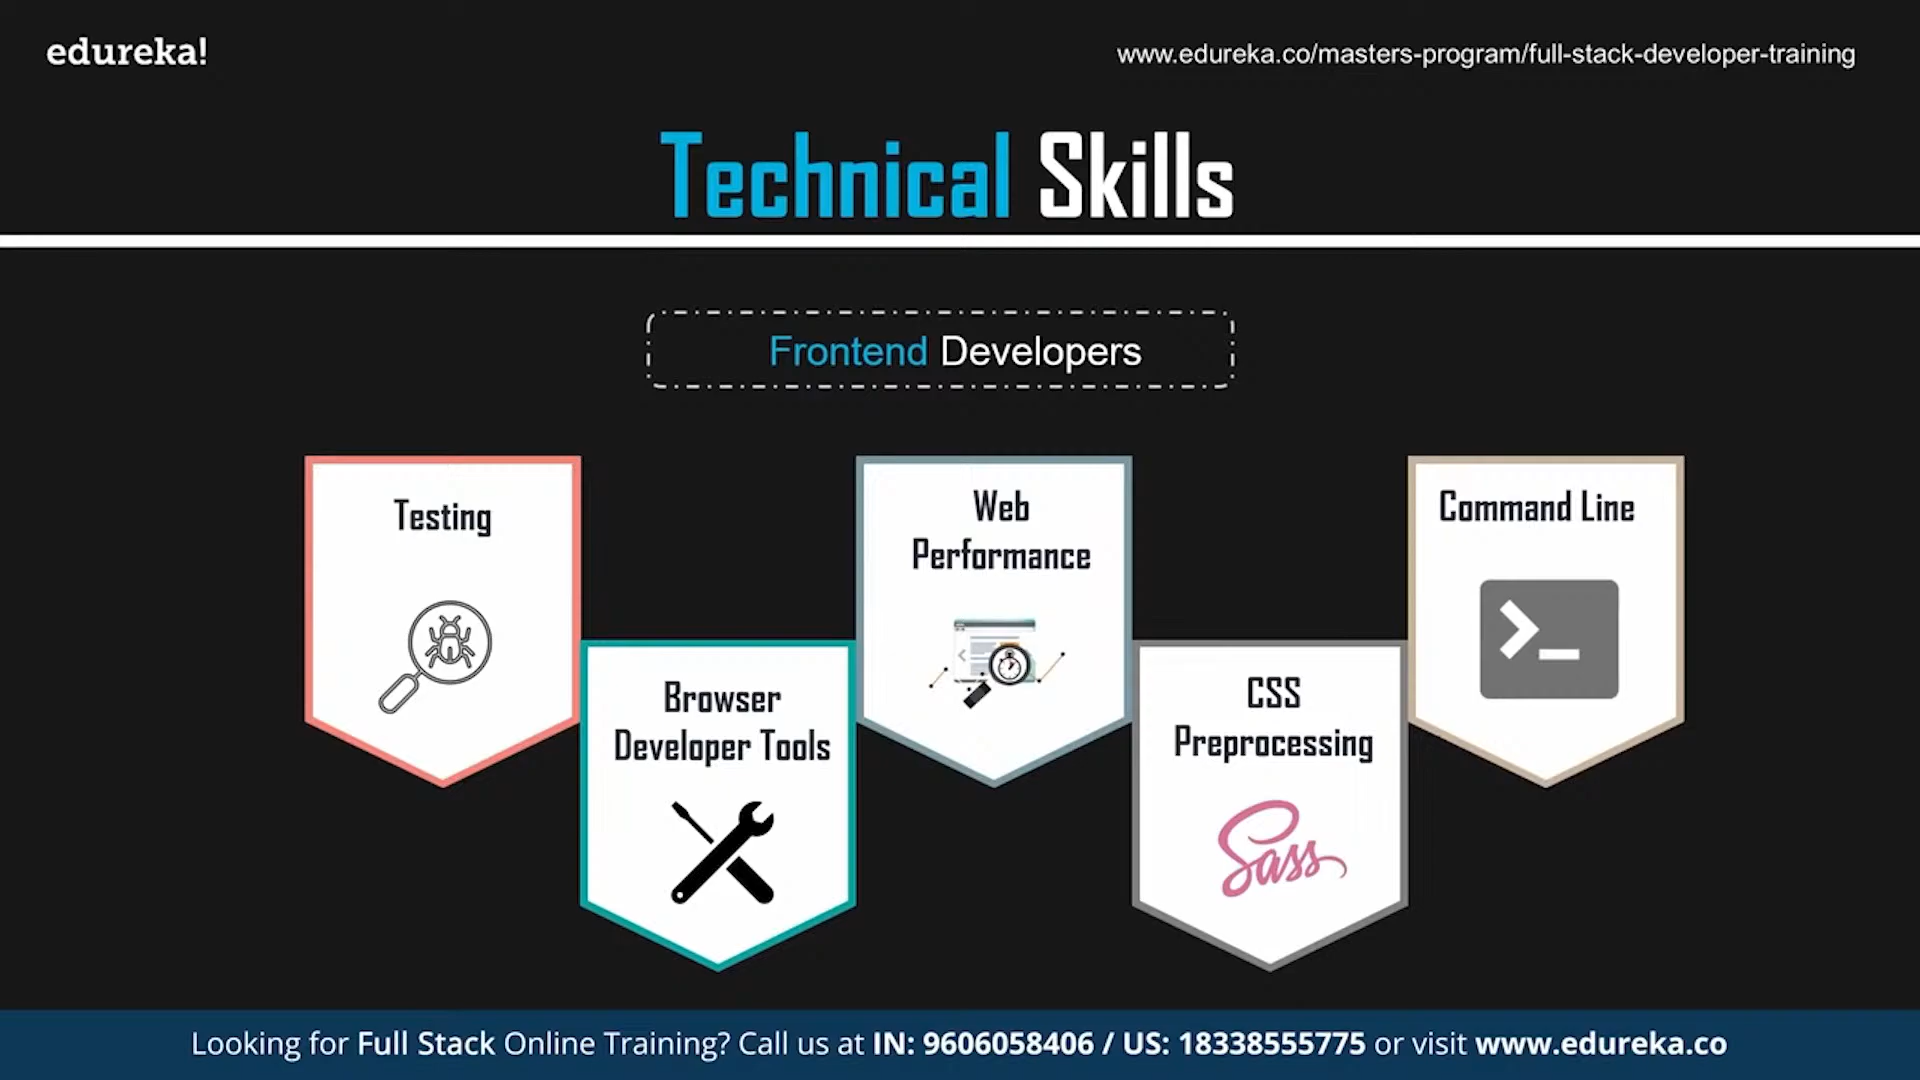 edureka!
www.edureka.co/masters-program/full-stack-developer-training
Technical Skills
Frontend Developers
Testing
Browser
Developer Tools
Web
Performance
CSS
Preprocessing
Sass
Command Line
>_
Looking for Full Stack Online Training? Call us at IN: 9606058406 / US: 18338555775 or visit www.edureka.co